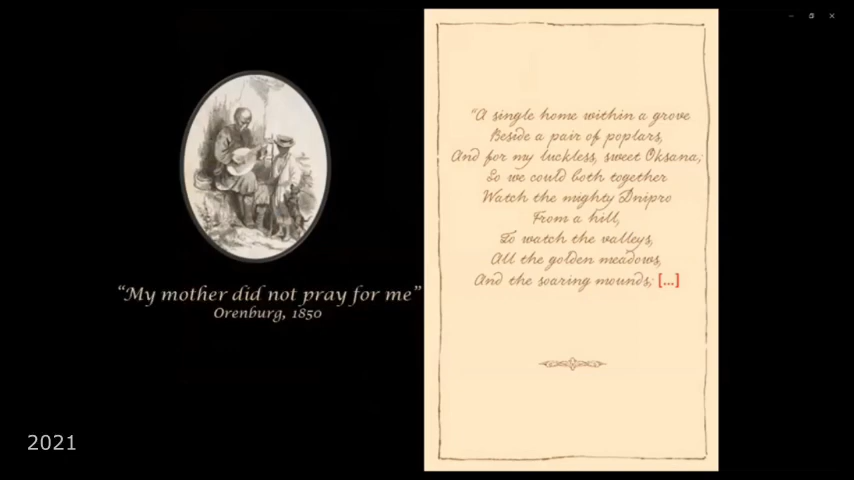 “My mother did not pray for me”
Orenburg, 1850
“A single home within a grove
Beside a pair of poplars,
And for my luckless, sweet Oksana;
So we could both together
Watch the mighty Dnipro
From a hill,
To watch the valleys,
All the golden meadows,
And the soaring mounds; [...]
2021